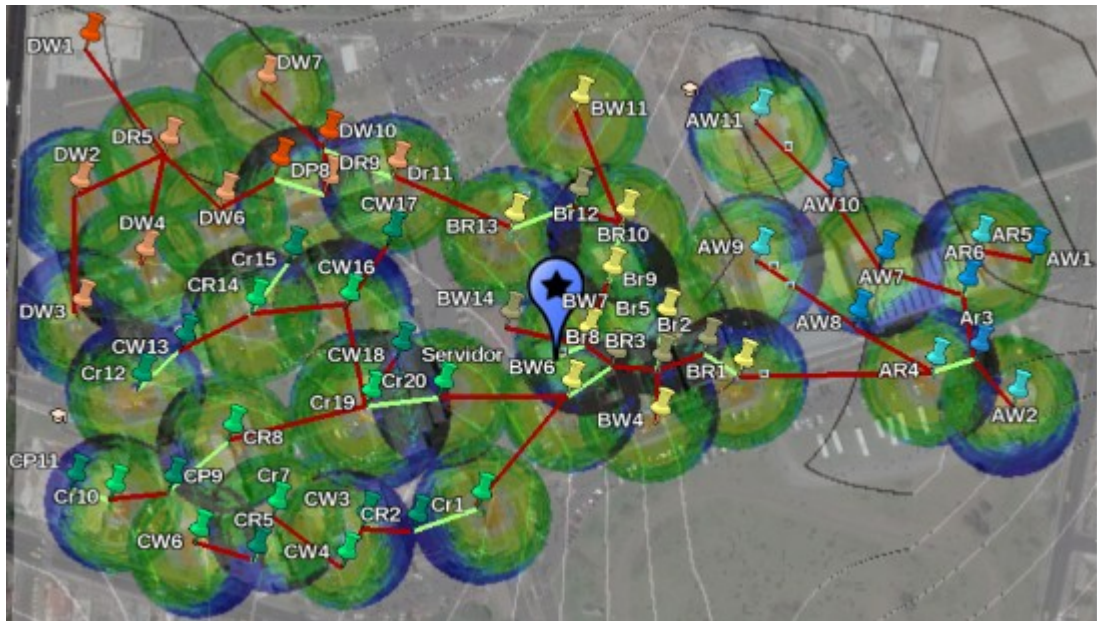 DW1
DW7
BW11
AW11
DR5
DW10
DW2
DP8
DR9
Dr11
DW4
DW6
CW17
BR13
Br12
BR10
AW10
AR5
AR6
AW1
AW9
AW7
Cr15
CW16
CR14
Br9
DW3
BW14
BW7
Br5
Ar3
AW8
CW13
CW18
Servidor
Br8
BR3
Br2
BW6
BR1
AR4
Cr12
Cr20
Cr19
BW4
AW2
CR8
CP11
CP9
Cr7
Cr10
CW3
Cr1
CR5
CR2
CW6
CW4